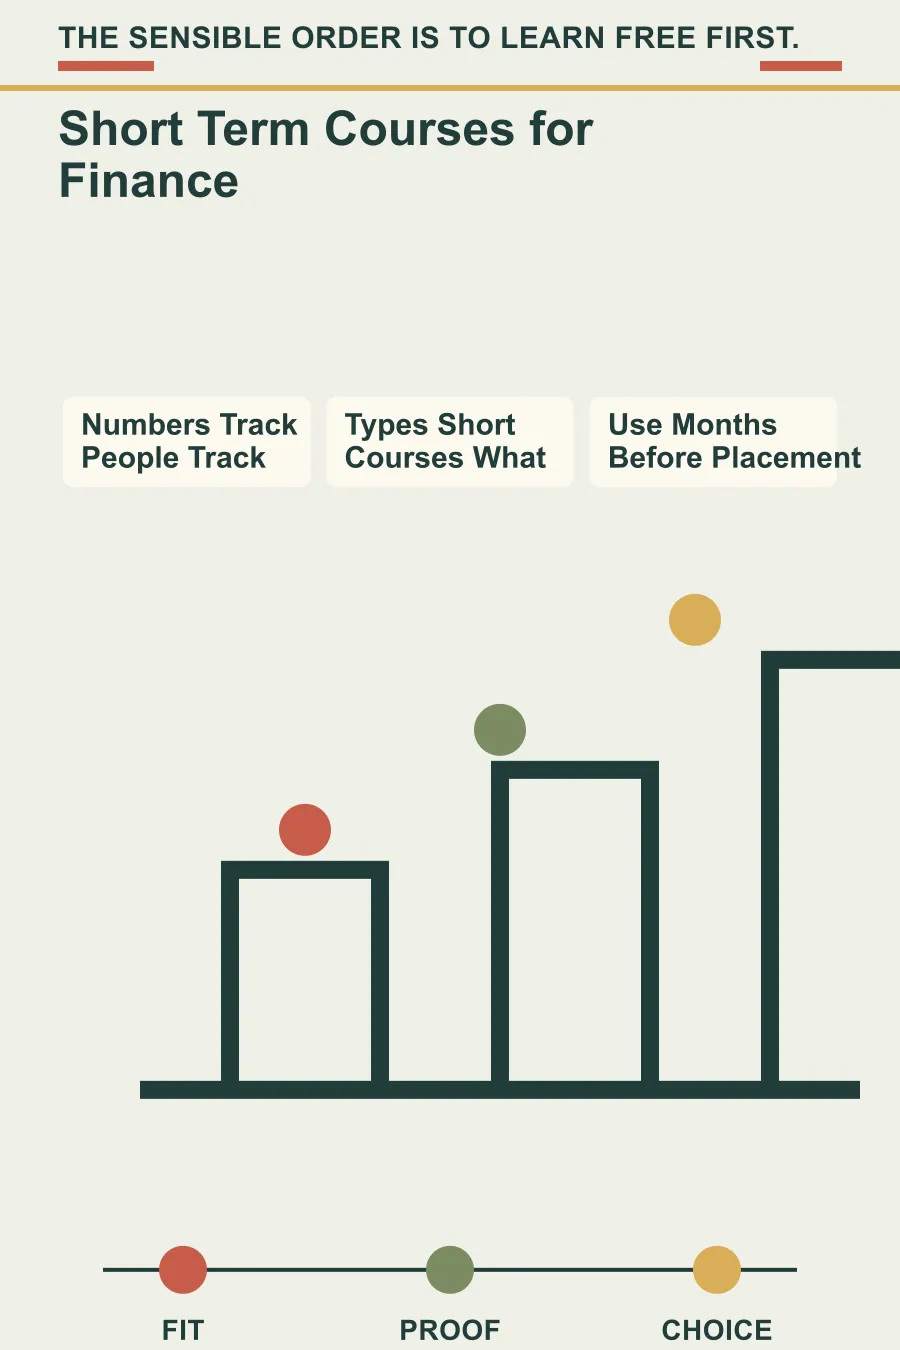 THE SENSIBLE ORDER IS TO LEARN FREE FIRST.
Short Term Courses for
Finance
Numbers Track
People Track
Types Short
Courses What
Use Months
Before Placement
FIT
PROOF
CHOICE